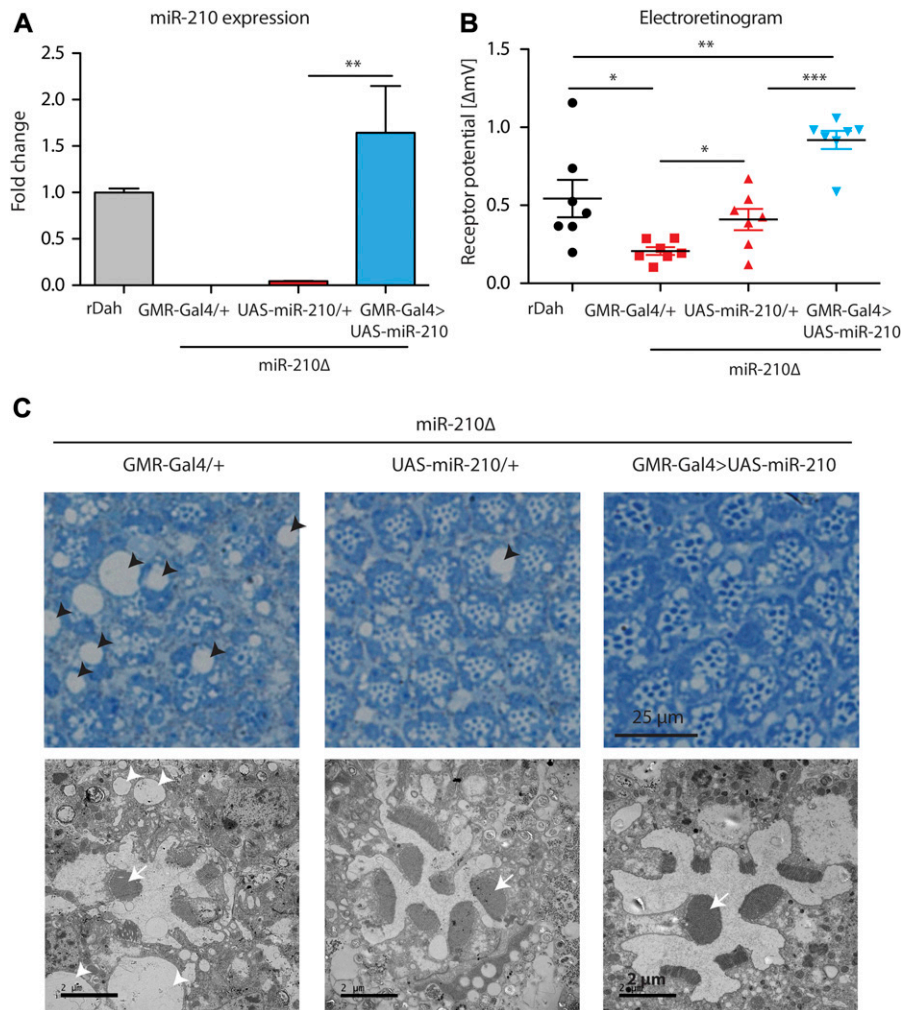 A
miR-210 expression
Fold change
2.5
2.0
1.5
1.0
0.5
0.0
**
rDah
GMR-Gal4/+
UAS-miR-210/+
GMR-Gal4>
UAS-miR-210
miR-210Δ
B
Electroretinogram
Receptor potential [ΔmV]
1.5
1.0
0.5
0.0
**
*
***
*
rDah
GMR-Gal4/+
UAS-miR-210/+
GMR-Gal4>
UAS-miR-210
miR-210Δ
C
miR-210Δ
GMR-Gal4/+
UAS-miR-210/+
GMR-Gal4>UAS-miR-210
25 µm
2 µm
2 µm
2 µm
2 µm